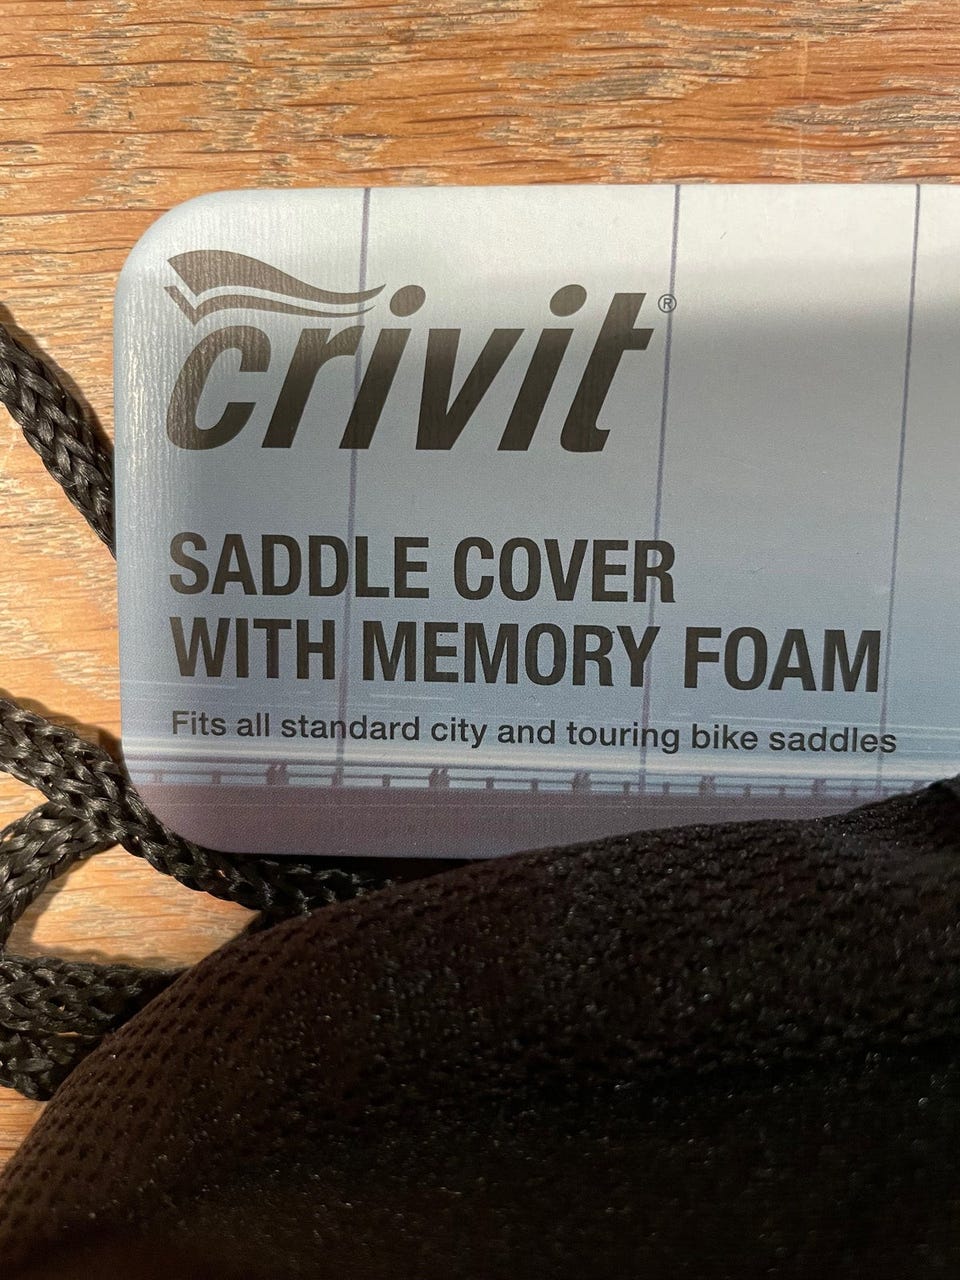 crivit®
SADDLE COVER
WITH MEMORY FOAM
Fits all standard city and touring bike saddles